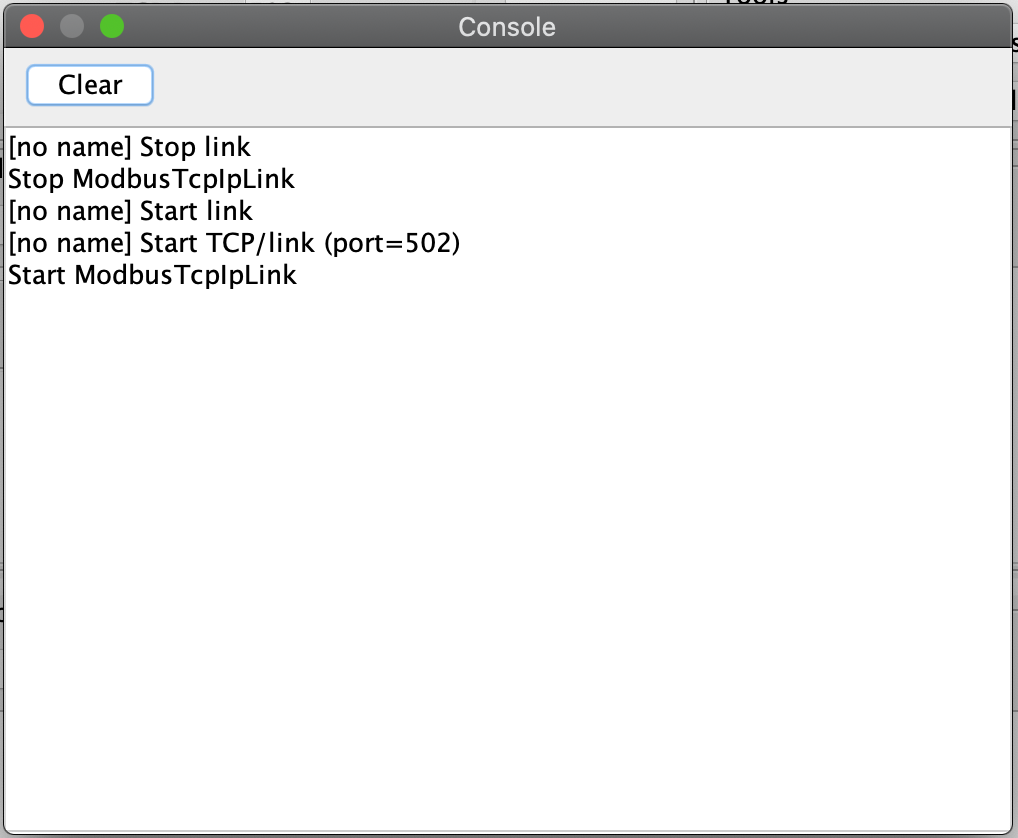 Console
Clear
[no name] Stop link
Stop ModbusTcpIpLink
[no name] Start link
[no name] Start TCP/link (port=502)
Start ModbusTcpIpLink